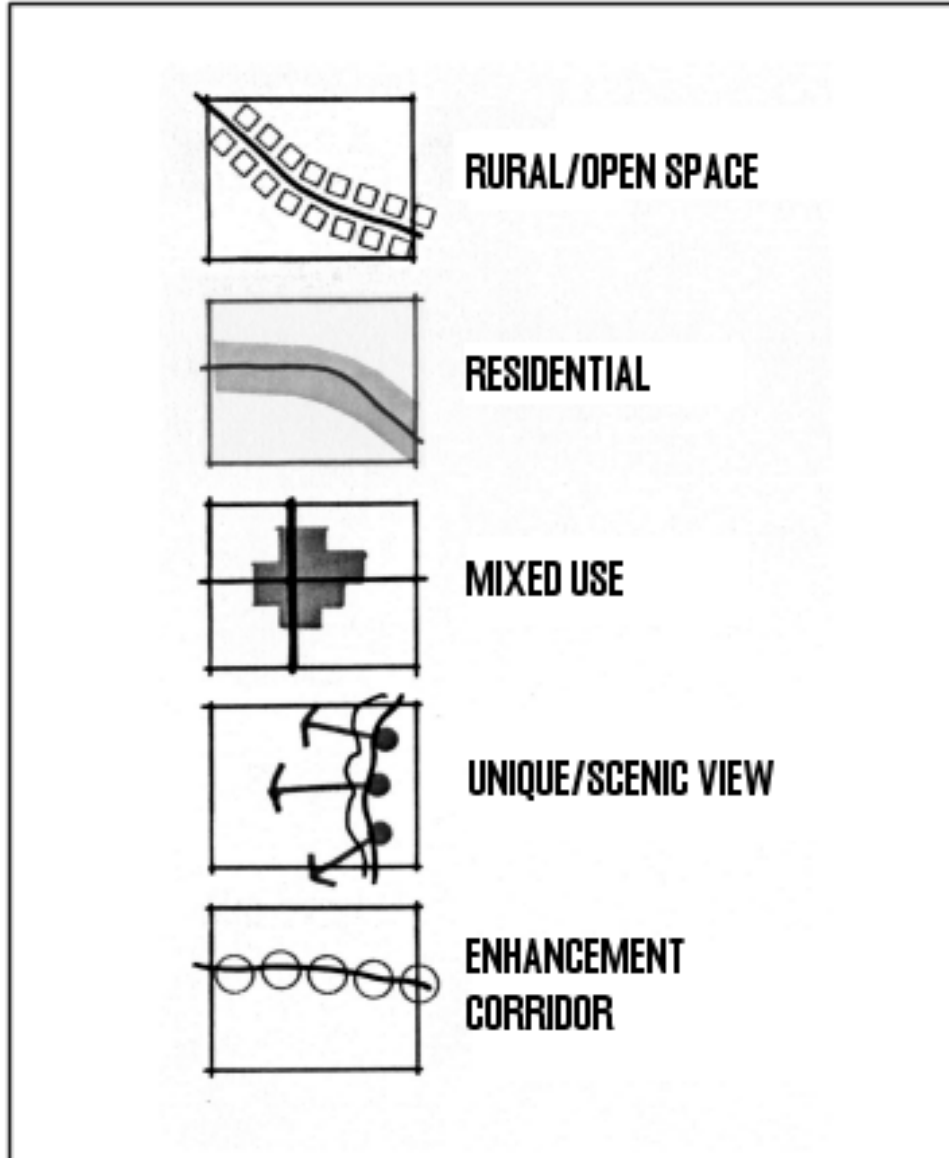 RURAL/OPEN SPACE
RESIDENTIAL
MIXED USE
UNIQUE/SCENIC VIEW
ENHANCEMENT
CORRIDOR